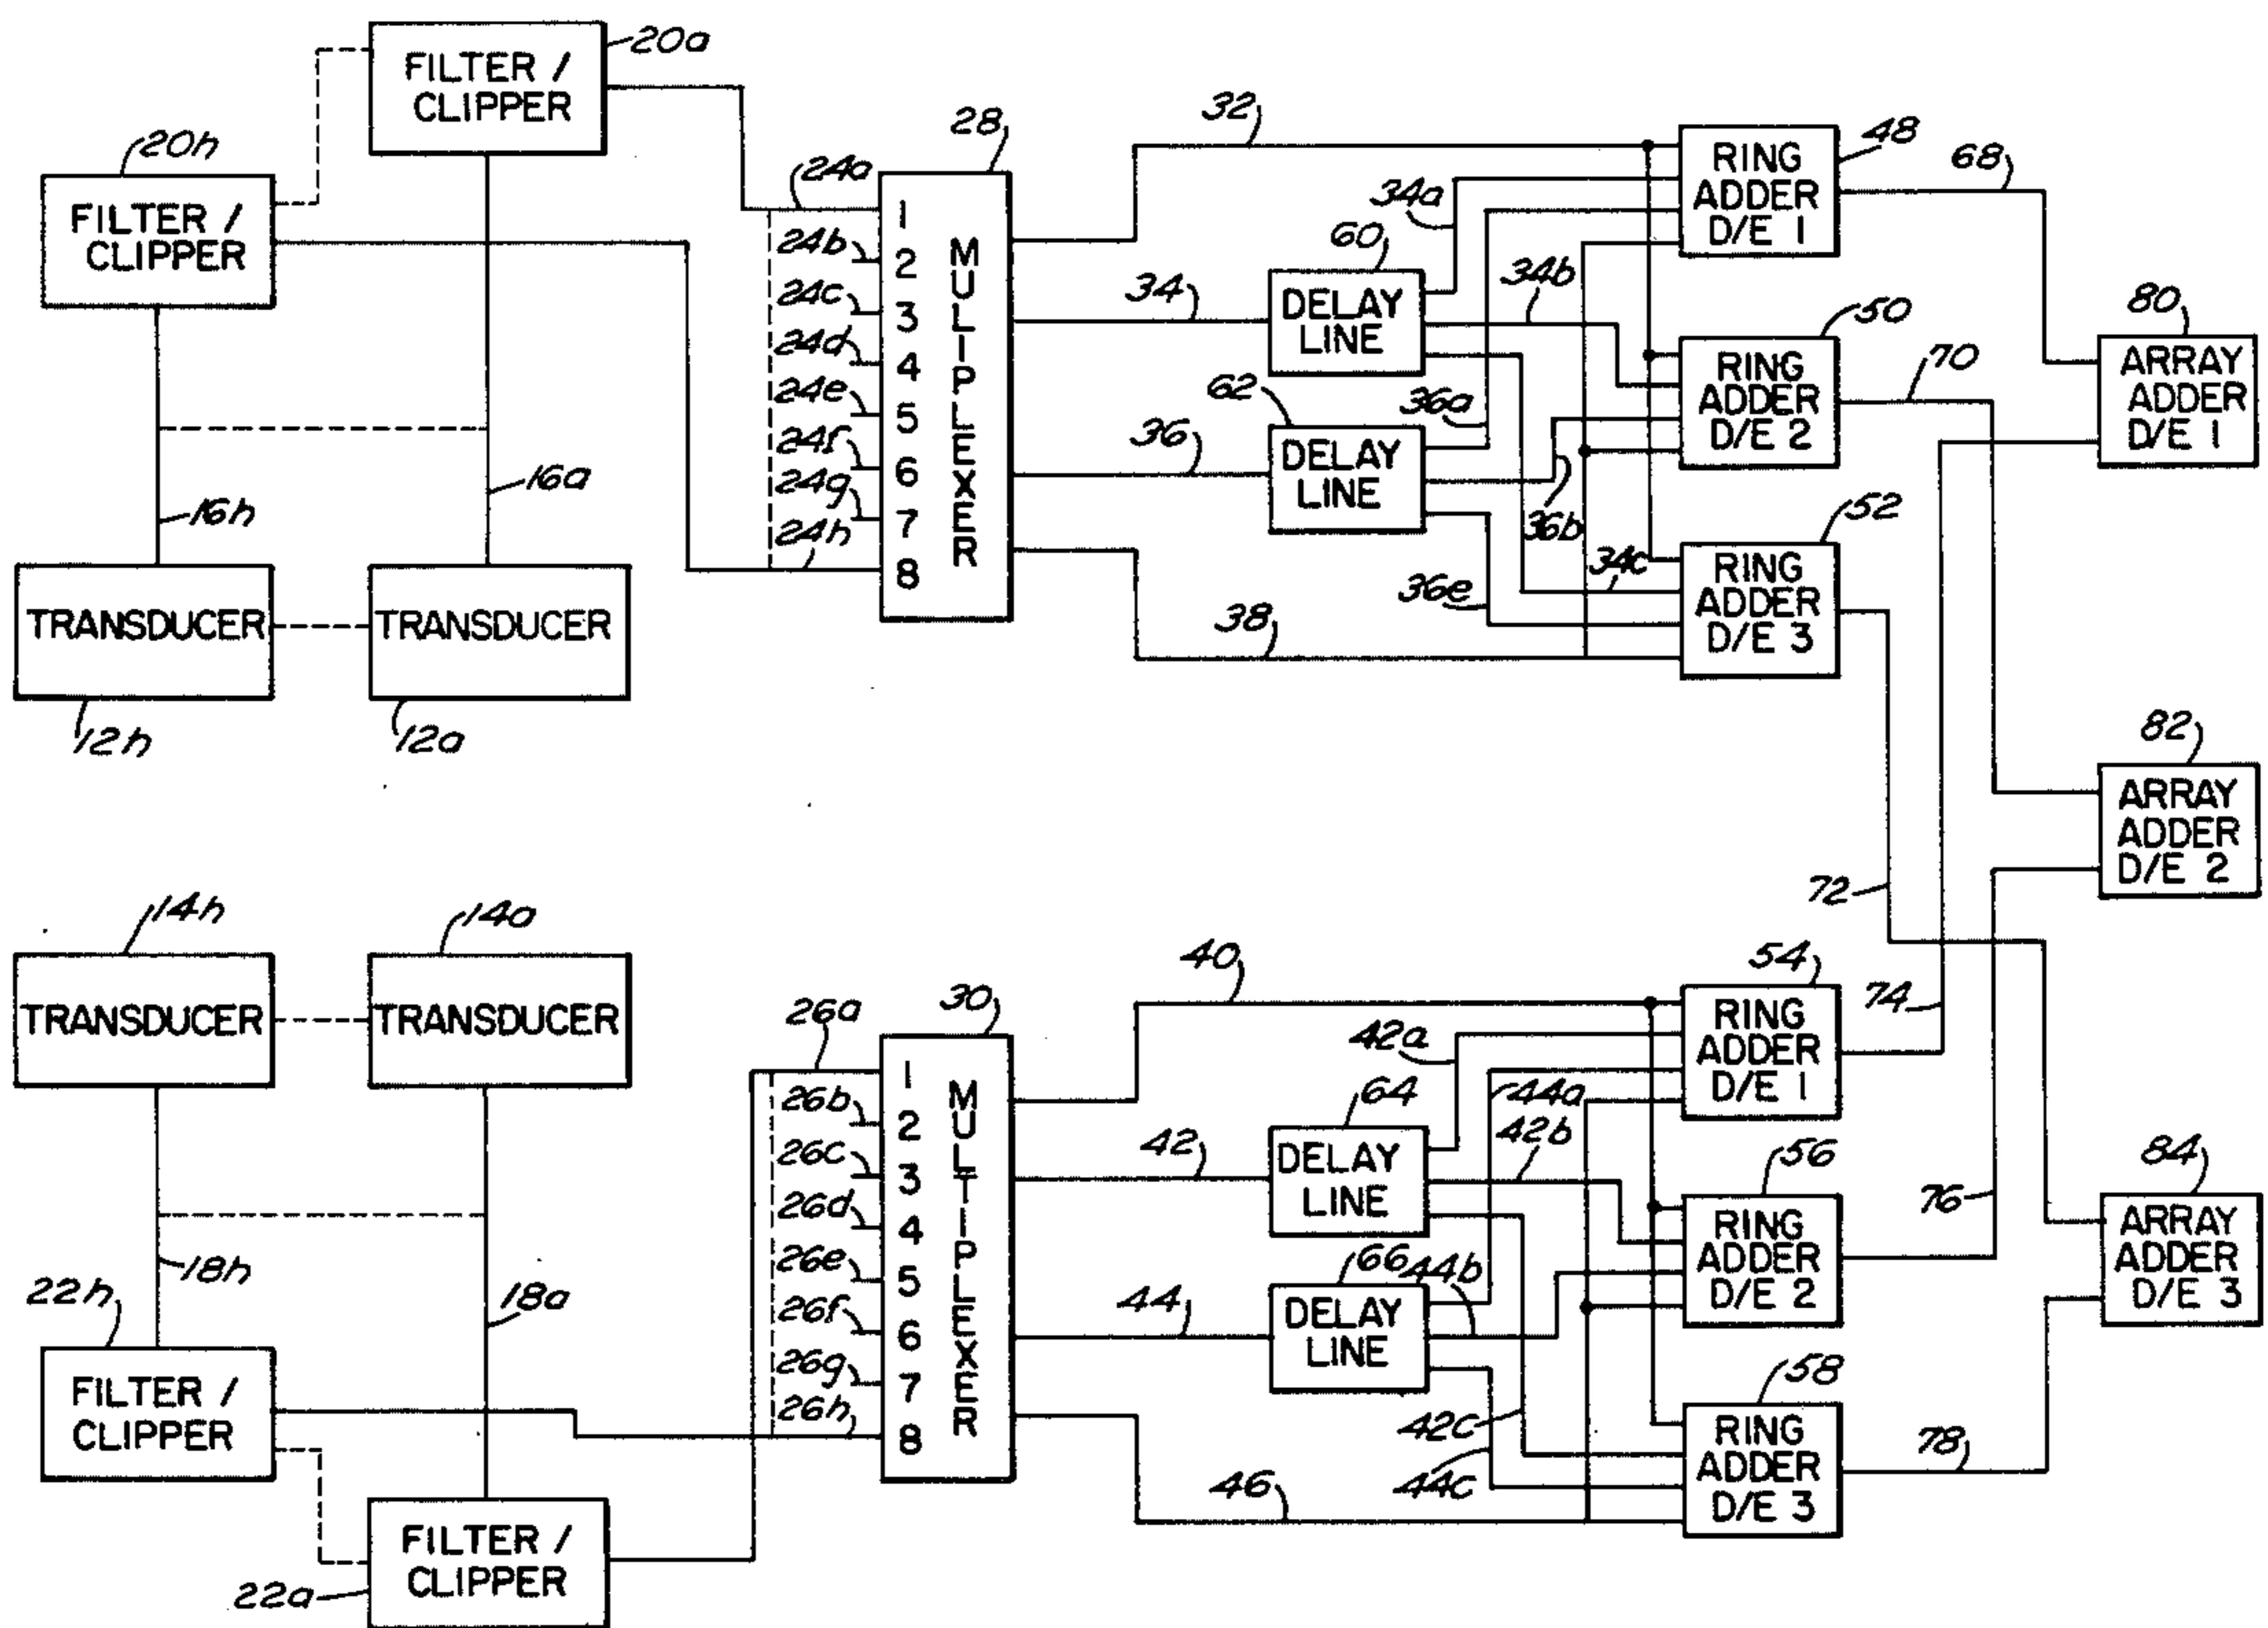 FILTER /
CLIPPER
20a
20h
FILTER /
CLIPPER
16h
16a
TRANSDUCER
TRANSDUCER
12h
12a
24a
24b
24c
24d
24e
24f
24g
24h
28
1
2
3
4
5
6
7
8
MULIPLEXER
32
34
36
38
60
DELAY
LINE
62
DELAY
LINE
34a
34b
34c
36a
36b
36e
RING
ADDER
D/E 1
48
RING
ADDER
D/E 2
50
RING
ADDER
D/E 3
52
68
70
72
74
76
78
80
ARRAY
ADDER
D/E 1
82
ARRAY
ADDER
D/E 2
84
ARRAY
ADDER
D/E 3
14h
14a
TRANSDUCER
TRANSDUCER
18h
18a
22h
FILTER /
CLIPPER
FILTER /
CLIPPER
22a
26a
26b
26c
26d
26e
26f
26g
26h
30
1
2
3
4
5
6
7
8
MULTIPLEXER
40
42
44
46
64
DELAY
LINE
66
DELAY
LINE
42a
44a
42b
44b
42c
44c
54
RING
ADDER
D/E 1
56
RING
ADDER
D/E 2
58
RING
ADDER
D/E 3